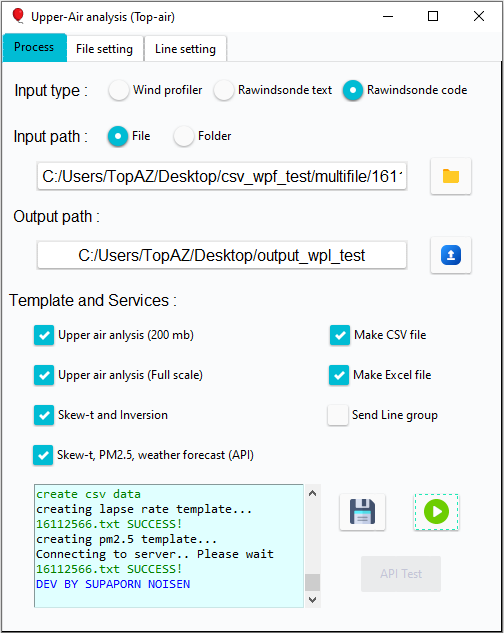 Upper-Air analysis (Top-air)
Process File setting Line setting
Input type : Wind profiler Rawindsonde text Rawindsonde code
Input path : File Folder
C:/Users/TopAZ/Desktop/csv_wpf_test/multifile/1611
Output path :
C:/Users/TopAZ/Desktop/output_wpl_test
Template and Services :
Upper air anlysis (200 mb) Make CSV file
Upper air anlysis (Full scale) Make Excel file
Skew-t and Inversion Send Line group
Skew-t, PM2.5, weather forecast (API)
create csv data
creating lapse rate template...
16112566.txt SUCCESS!
creating pm2.5 template...
Connecting to server.. Please wait
16112566.txt SUCCESS!
DEV BY SUPAPORN NOISEN
API Test